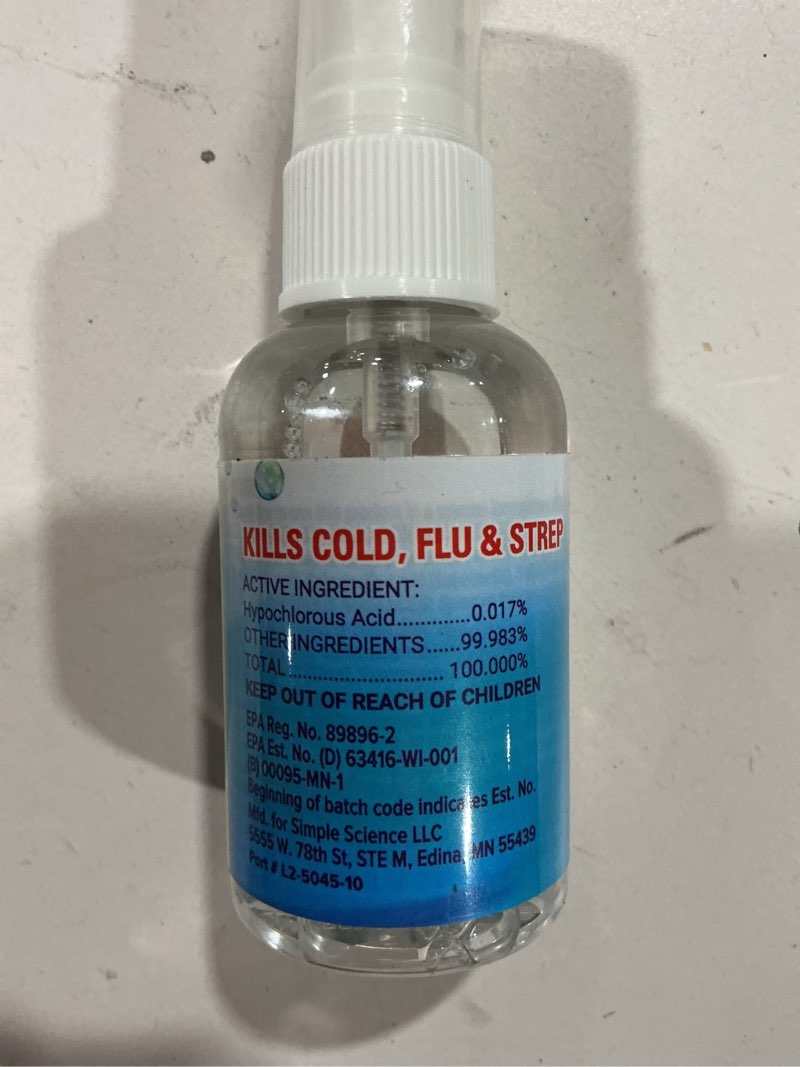 KILLS COLD, FLU & STREP
ACTIVE INGREDIENT:
Hypochlorous Acid.............0.017%
OTHER INGREDIENTS......99.983%
TOTAL............................. 100.000%
KEEP OUT OF REACH OF CHILDREN
EPA Reg. No. 89896-2
EPA Est. No. (D) 63416-WI-001
(B) 00095-MN-1
Beginning of batch code indicates Est. No.
Mfd. for Simple Science LLC
5555 W. 78th St, STE M, Edina, MN 55439
Part # L2-5045-10